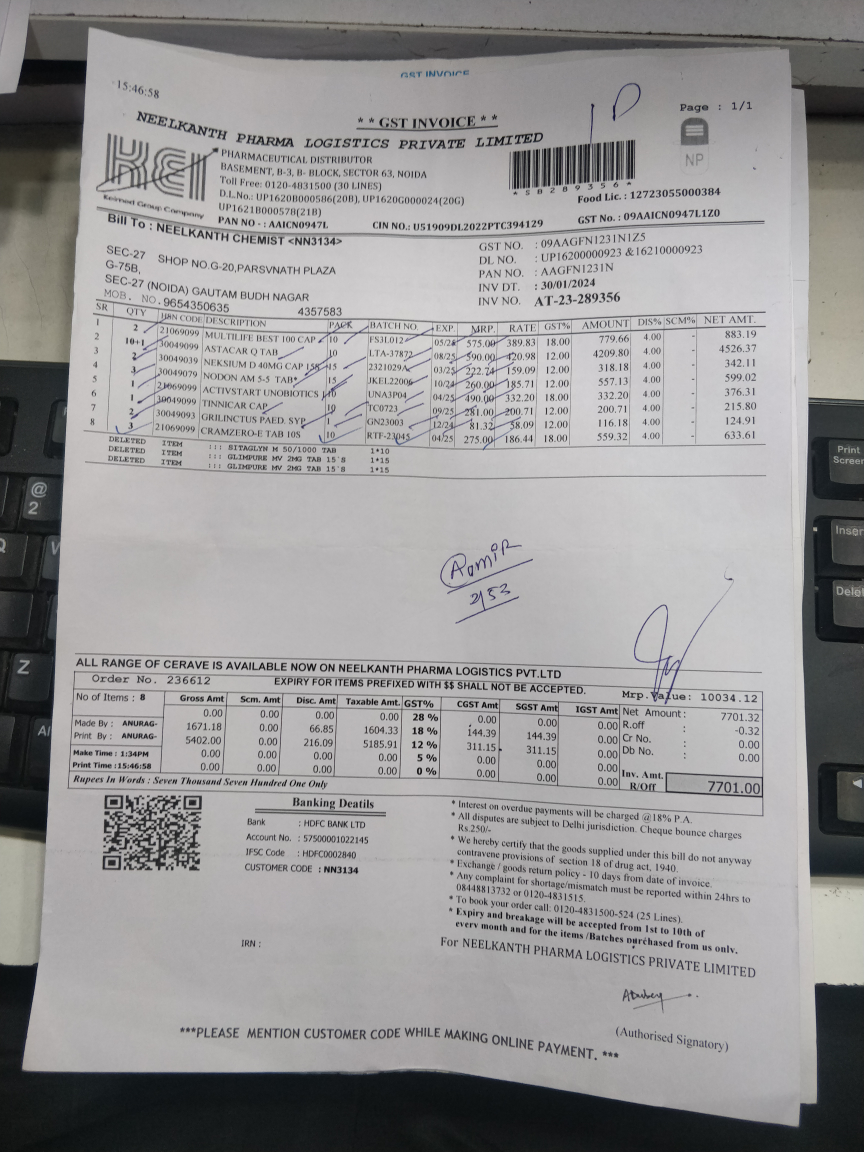 GST INVOICE
15:46:58
* * GST INVOICE * *
Page : 1/1
NEELKANTH PHARMA LOGISTICS PRIVATE LIMITED
KEI
Keimed Group Company
PHARMACEUTICAL DISTRIBUTOR
BASEMENT, B-3, B- BLOCK, SECTOR 63, NOIDA
Toll Free: 0120-4831500 (30 LINES)
D.L.No.: UP1620B000586(20B), UP1620G000024(20G)
UP1621B000578(21B)
NP
*58289356*
Food Lic. : 12723055000384
PAN NO - : AAICN0947L
CIN NO.: U51909DL2022PTC394129
GST No. : 09AAICN0947L1Z0
Bill To : NEELKANTH CHEMIST <NN3134>
SEC-27 SHOP NO.G-20,PARSVNATH PLAZA
G-75B,
SEC-27 (NOIDA) GAUTAM BUDH NAGAR
MOB. NO.9654350635 4357583
GST NO. : 09AAGFN1231N1Z5
DL NO. : UP16200000923 &16210000923
PAN NO. : AAGFN1231N
INV DT. : 30/01/2024
INV NO. AT-23-289356
SR QTY HSN CODE DESCRIPTION PACK BATCH NO. EXP. MRP. RATE GST% AMOUNT DIS% SCM% NET AMT.
1 2 21069099 MULTILIFE BEST 100 CAP 10 FS3L012 05/25 575.00 389.83 18.00 779.66 4.00 - 883.19
2 10+1 30049099 ASTACAR Q TAB 10 LTA-37872 08/25 590.00 420.98 12.00 4209.80 4.00 - 4526.37
3 2 30049039 NEKSIUM D 40MG CAP 15S 15 2321029A 03/25 222.74 159.09 12.00 318.18 4.00 - 342.11
4 3 30049079 NODON AM 5-5 TAB* 15 JKEL22006 10/24 260.00 185.71 12.00 557.13 4.00 - 599.02
5 1 21069099 ACTIVSTART UNOBIOTICS 10 UNA3P04 04/25 490.00 332.20 18.00 332.20 4.00 - 376.31
6 1 30049099 TINNICAR CAP 10 TC0723 09/25 281.00 200.71 12.00 200.71 4.00 - 215.80
7 2 30049093 GRILINCTUS PAED. SYP 1 GN23003 12/24 81.32 58.09 12.00 116.18 4.00 - 124.91
8 3 21069099 CRAMZERO-E TAB 10S 10 RTF-23045 04/25 275.00 186.44 18.00 559.32 4.00 - 633.61
DELETED ITEM ::: SITAGLYN M 50/1000 TAB 1*10
DELETED ITEM ::: GLIMPURE MV 2MG TAB 15'S 1*15
DELETED ITEM ::: GLIMPURE MV 2MG TAB 15'S 1*15
Aamir
2153
ALL RANGE OF CERAVE IS AVAILABLE NOW ON NEELKANTH PHARMA LOGISTICS PVT.LTD
Order No. 236612 EXPIRY FOR ITEMS PREFIXED WITH $$ SHALL NOT BE ACCEPTED. Mrp.Value: 10034.12
No of Items : 8
Made By : ANURAG-
Print By : ANURAG-
Make Time : 1:34PM
Print Time :15:46:58
Gross Amt Scm. Amt Disc. Amt Taxable Amt. GST% CGST Amt SGST Amt IGST Amt
0.00 0.00 0.00 0.00 28 % 0.00 0.00 0.00
1671.18 0.00 66.85 1604.33 18 % 144.39 144.39 0.00
5402.00 0.00 216.09 5185.91 12 % 311.15 311.15 0.00
0.00 0.00 0.00 0.00 5 % 0.00 0.00 0.00
0.00 0.00 0.00 0.00 0 % 0.00 0.00 0.00
Net Amount : 7701.32
R.off : -0.32
Cr No. : 0.00
Db No. : 0.00
Inv. Amt.
R/Off 7701.00
Rupees In Words : Seven Thousand Seven Hundred One Only
Banking Deatils
Bank : HDFC BANK LTD
Account No. : 57500001022145
IFSC Code : HDFC0002840
CUSTOMER CODE : NN3134
* Interest on overdue payments will be charged @18% P.A.
* All disputes are subject to Delhi jurisdiction. Cheque bounce charges
Rs.250/-
* We hereby certify that the goods supplied under this bill do not anyway
contravene provisions of section 18 of drug act, 1940.
* Exchange / goods return policy - 10 days from date of invoice.
* Any complaint for shortage/mismatch must be reported within 24hrs to
08448813732 or 0120-4831515.
* To book your order call: 0120-4831500-524 (25 Lines).
* Expiry and breakage will be accepted from 1st to 10th of
every month and for the items /Batches purchased from us only.
IRN :
For NEELKANTH PHARMA LOGISTICS PRIVATE LIMITED
(Authorised Signatory)
***PLEASE MENTION CUSTOMER CODE WHILE MAKING ONLINE PAYMENT. ***
@
2
Z
Print
Screen